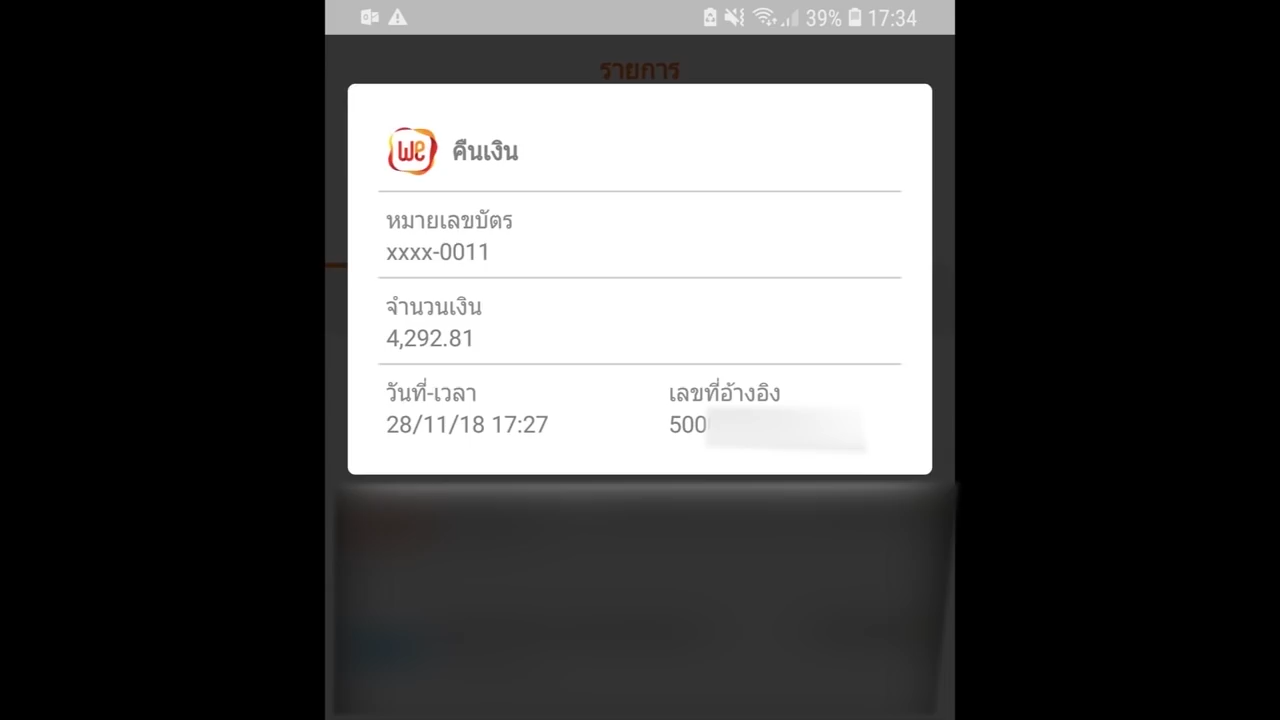 39% 17:34
รายการ
we คืนเงิน
หมายเลขบัตร
xxxx-0011
จำนวนเงิน
4,292.81
วันที่-เวลา เลขที่อ้างอิง
28/11/18 17:27 500